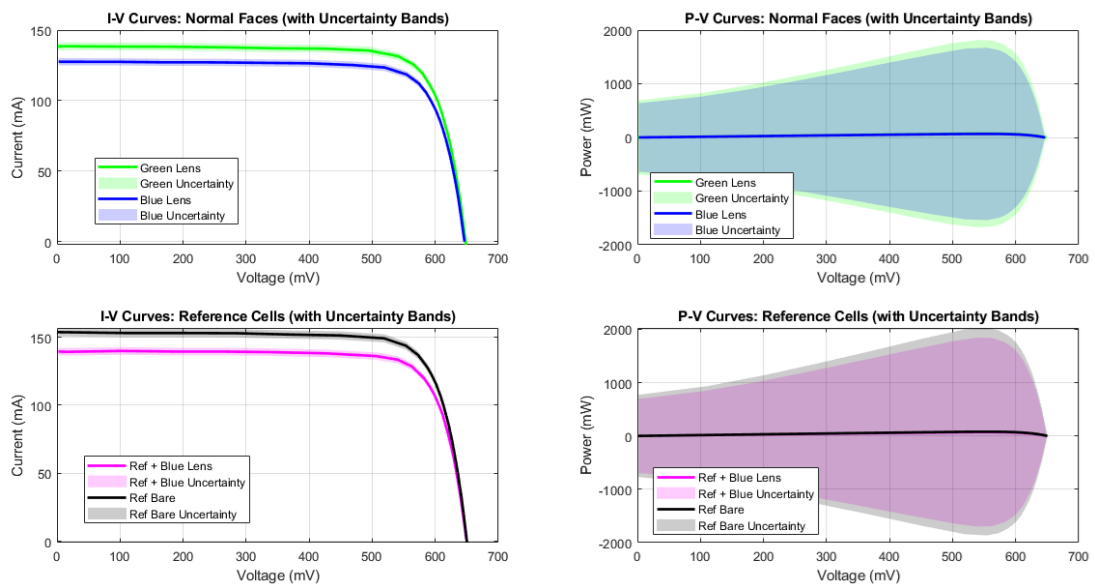 I-V Curves: Normal Faces (with Uncertainty Bands)
150
100
50
0
Current (mA)
Green Lens
Green Uncertainty
Blue Lens
Blue Uncertainty
0 100 200 300 400 500 600 700
Voltage (mV)
P-V Curves: Normal Faces (with Uncertainty Bands)
2000
1000
0
-1000
-2000
Power (mW)
Green Lens
Green Uncertainty
Blue Lens
Blue Uncertainty
0 100 200 300 400 500 600 700
Voltage (mV)
I-V Curves: Reference Cells (with Uncertainty Bands)
150
100
50
0
Current (mA)
Ref + Blue Lens
Ref + Blue Uncertainty
Ref Bare
Ref Bare Uncertainty
0 100 200 300 400 500 600 700
Voltage (mV)
P-V Curves: Reference Cells (with Uncertainty Bands)
2000
1000
0
-1000
-2000
Power (mW)
Ref + Blue Lens
Ref + Blue Uncertainty
Ref Bare
Ref Bare Uncertainty
0 100 200 300 400 500 600 700
Voltage (mV)